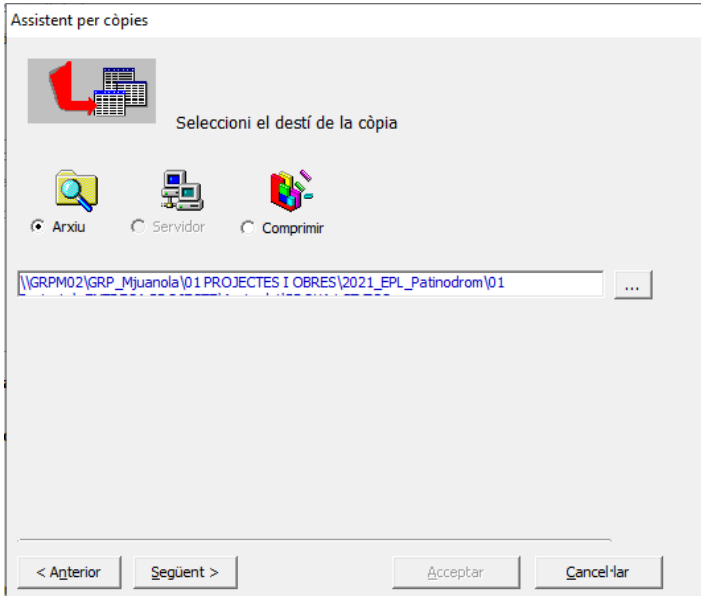 Assistent per còpies
Seleccioni el destí de la còpia
Arxiu
Servidor
Comprimir
\\GRPM02\GRP_Mjuanola\01 PROJECTES I OBRES\2021_EPL_Patinodrom\01
...
< Anterior
Següent >
Acceptar
Cancel·lar